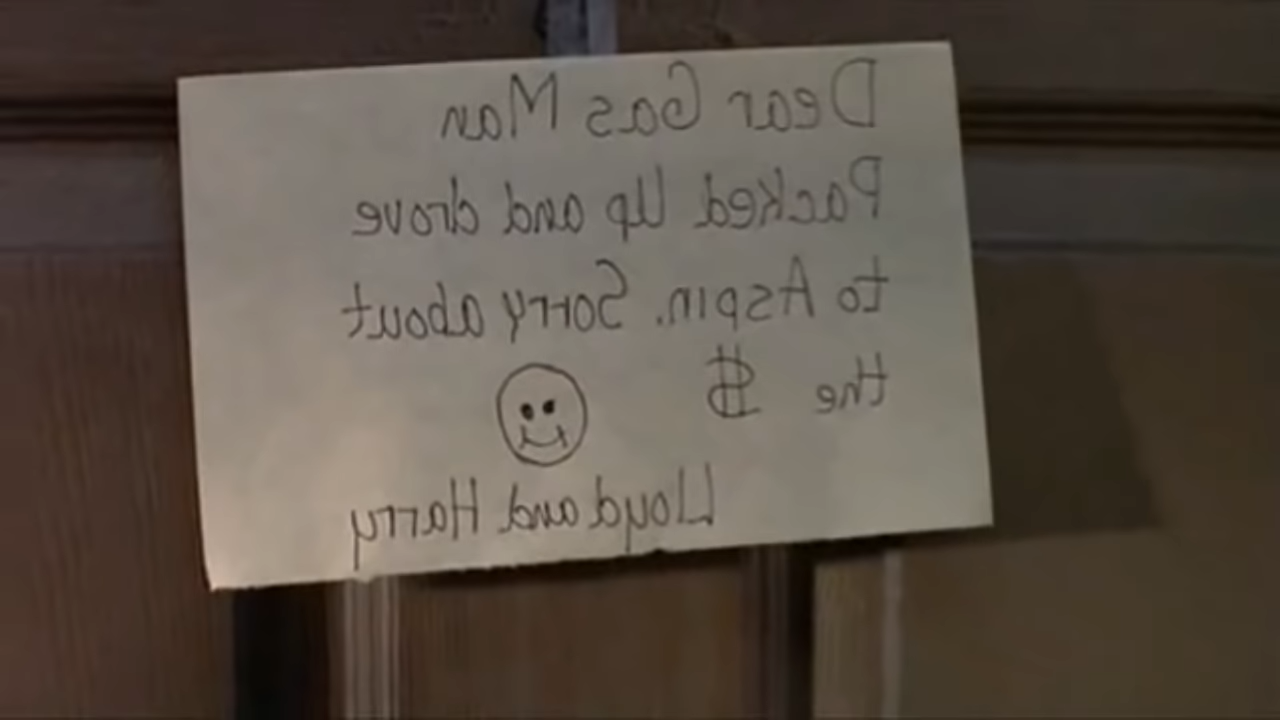 Dear Gas Man
Packed Up and drove
to Aspin. Sorry about
the $
Lloyd and Harry